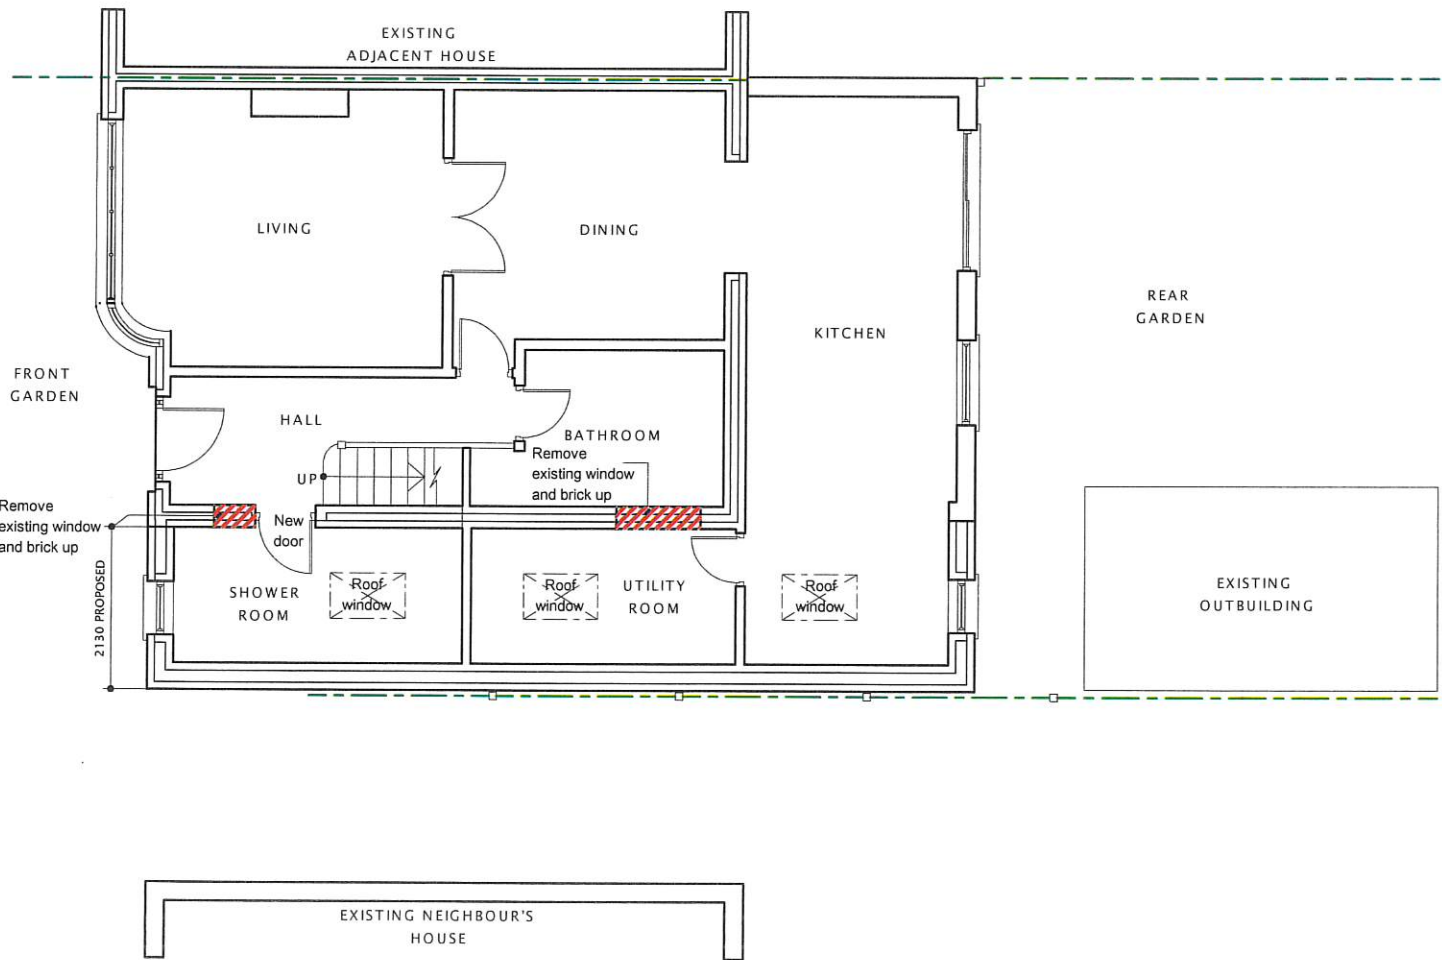 EXISTING
ADJACENT HOUSE
LIVING
DINING
KITCHEN
REAR
GARDEN
FRONT
GARDEN
HALL
BATHROOM
Remove
existing window
and brick up
UP
Remove
existing window
and brick up
New
door
2130 PROPOSED
SHOWER
ROOM
Roof
window
Roof
window
UTILITY
ROOM
Roof
window
EXISTING
OUTBUILDING
EXISTING NEIGHBOUR'S
HOUSE